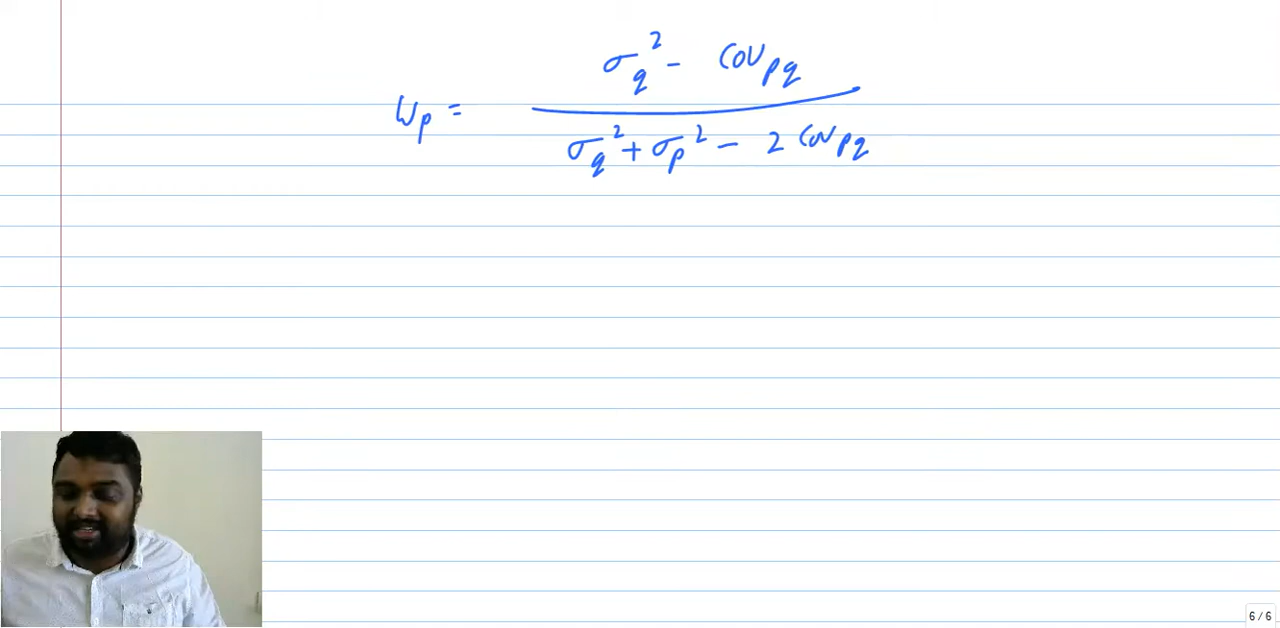 σq² - COVpq
Wp =
σq² + σp² - 2 COVpq
6 / 6